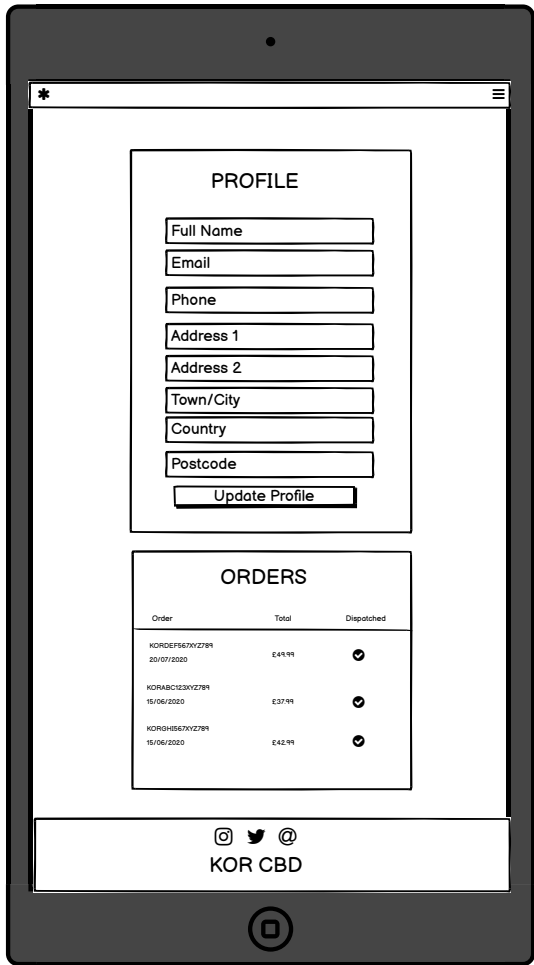 PROFILE
Full Name
Email
Phone
Address 1
Address 2
Town/City
Country
Postcode
Update Profile
ORDERS
Order Total Dispatched
KORDEF567XYZ789
20/07/2020 £49.99
KORABC123XYZ789
15/06/2020 £37.99
KORGHI567XYZ789
15/06/2020 £42.99
KOR CBD